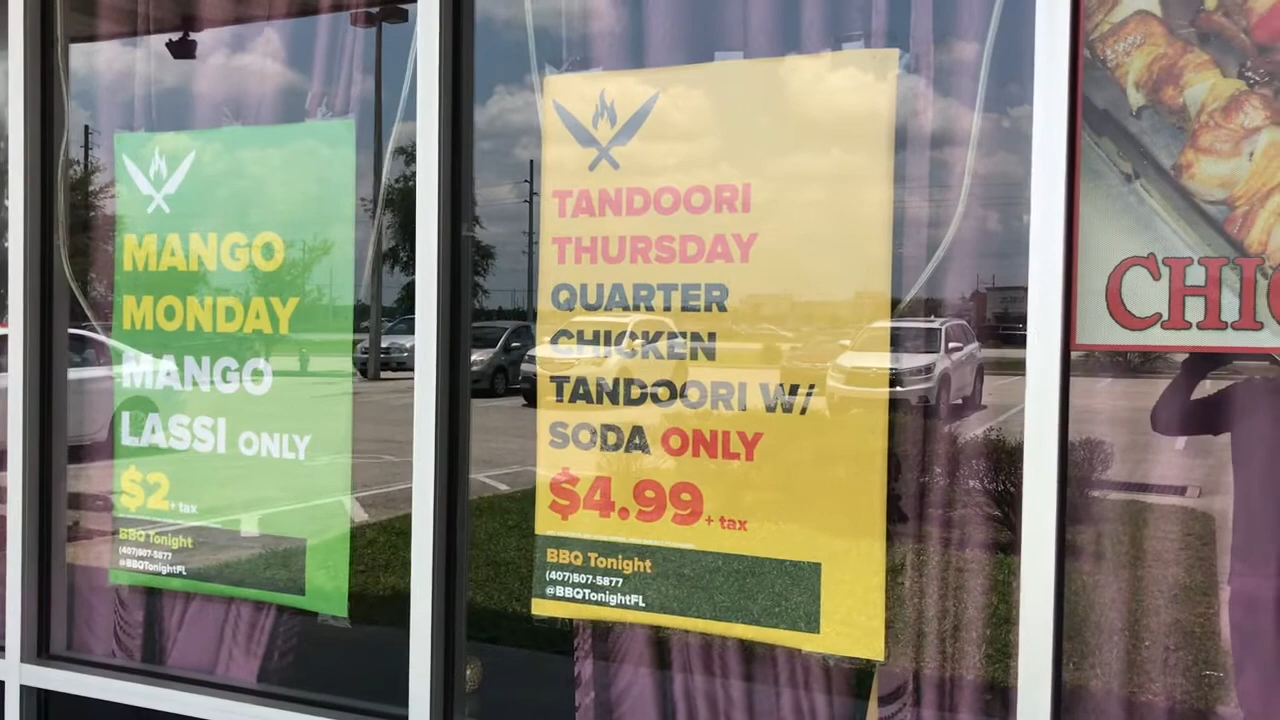 MANGO
MONDAY
MANGO
LASSI ONLY
$2 + tax
BBQ Tonight
(407)507-5877
@BBQTonightFL
TANDOORI
THURSDAY
QUARTER
CHICKEN
TANDOORI W/
SODA ONLY
$4.99 + tax
BBQ Tonight
(407)507-5877
@BBQTonightFL
CHI